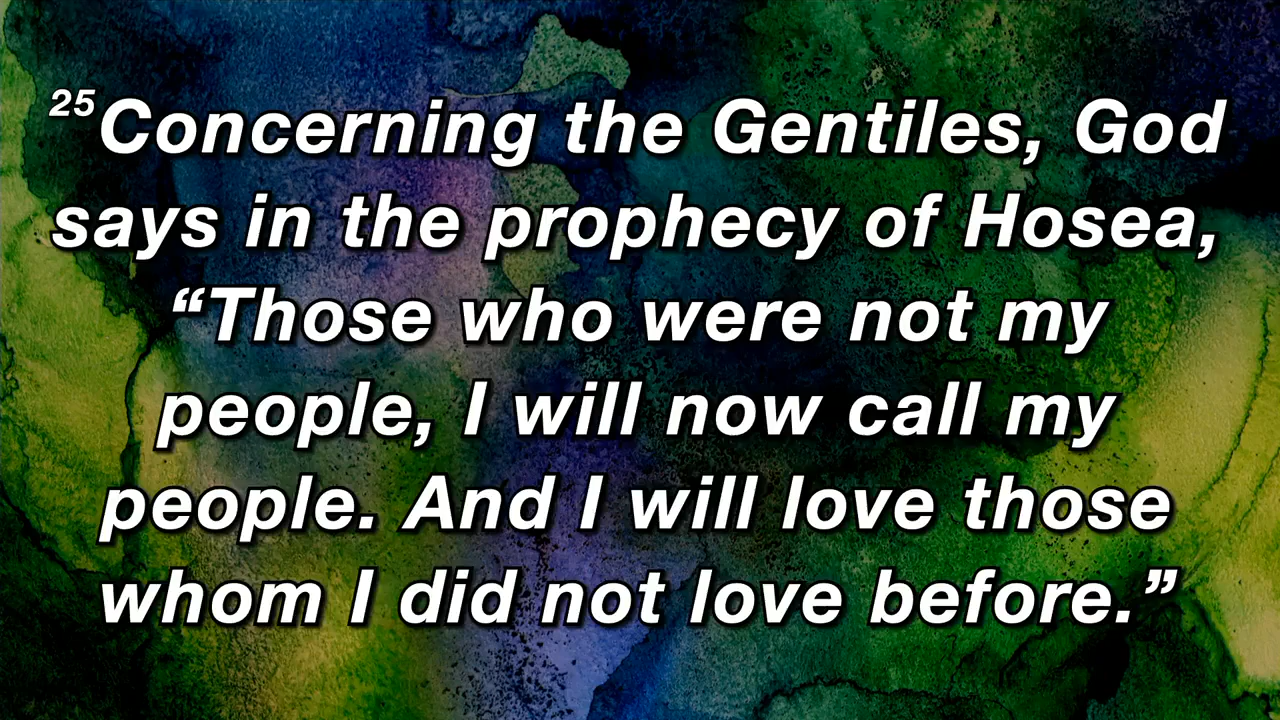 25Concerning the Gentiles, God
says in the prophecy of Hosea,
“Those who were not my
people, I will now call my
people. And I will love those
whom I did not love before.”